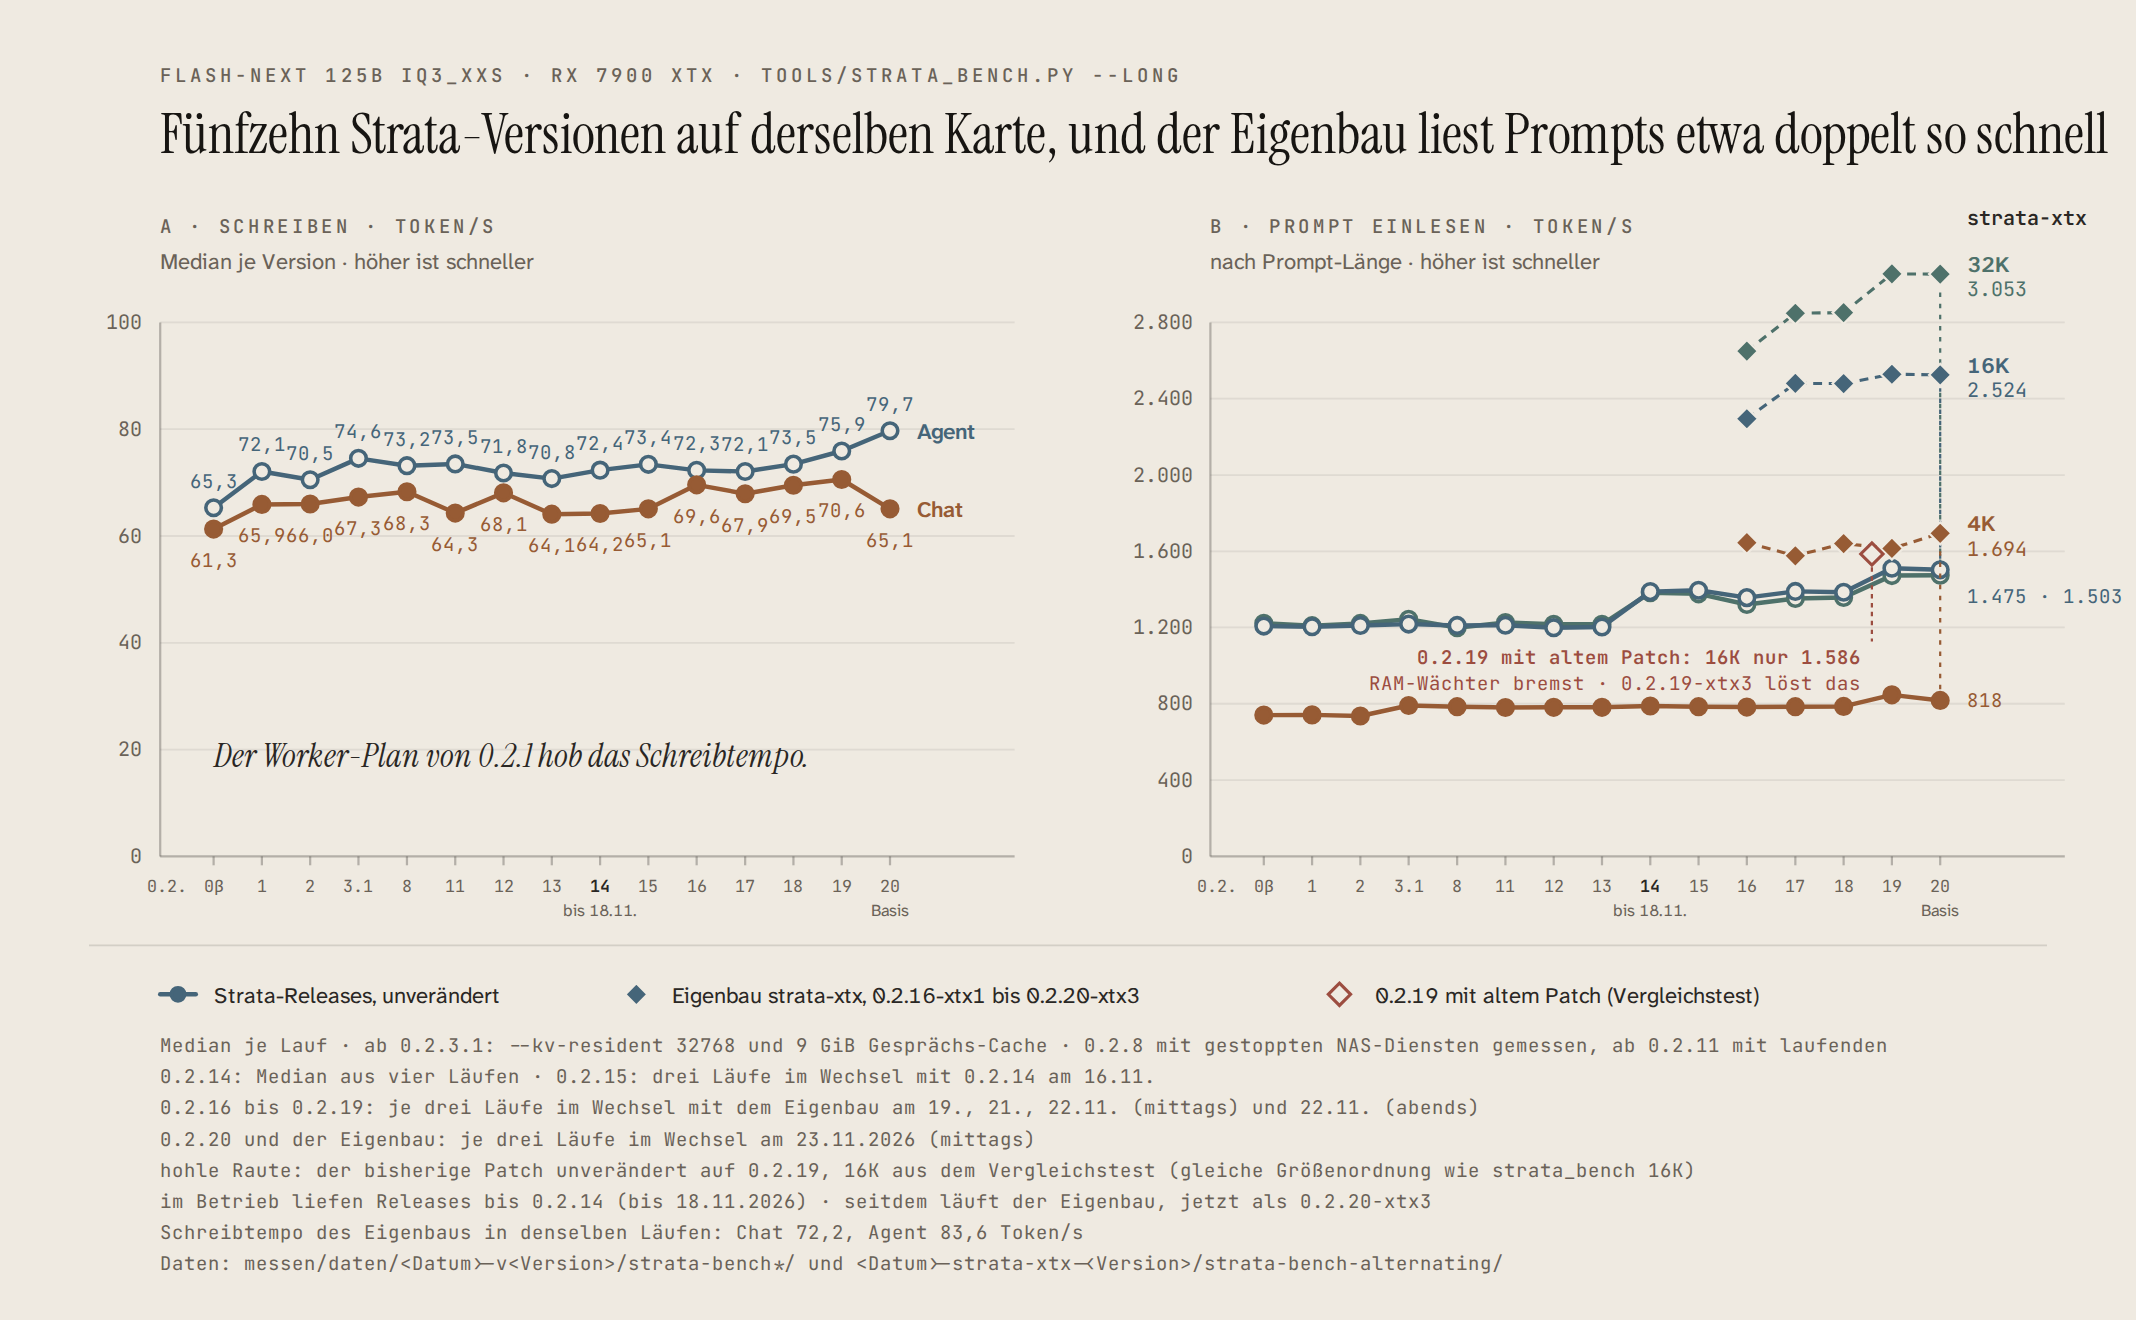 FLASH-NEXT 125B IQ3_XXS · RX 7900 XTX · TOOLS/STRATA_BENCH.PY --LONG
Fünfzehn Strata-Versionen auf derselben Karte, und der Eigenbau liest Prompts etwa doppelt so schnell
A · SCHREIBEN · TOKEN/S
Median je Version · höher ist schneller
100
80
60
40
20
0
65,3
72,1
70,5
74,6
73,2
73,5
71,8
70,8
72,4
73,4
72,3
72,1
73,5
75,9
79,7
Agent
61,3
65,9
66,0
67,3
68,3
64,3
68,1
64,1
64,2
65,1
69,6
67,9
69,5
70,6
65,1
Chat
Der Worker-Plan von 0.2.1 hob das Schreibtempo.
0.2. 0β 1 2 3.1 8 11 12 13 14 15 16 17 18 19 20
bis 18.11. Basis
B · PROMPT EINLESEN · TOKEN/S
nach Prompt-Länge · höher ist schneller
strata-xtx
32K
3.053
16K
2.524
4K
1.694
1.475 · 1.503
818
2.800
2.400
2.000
1.600
1.200
800
400
0
0.2.19 mit altem Patch: 16K nur 1.586
RAM-Wächter bremst · 0.2.19-xtx3 löst das
0.2. 0β 1 2 3.1 8 11 12 13 14 15 16 17 18 19 20
bis 18.11. Basis
Strata-Releases, unverändert
Eigenbau strata-xtx, 0.2.16-xtx1 bis 0.2.20-xtx3
0.2.19 mit altem Patch (Vergleichstest)
Median je Lauf · ab 0.2.3.1: --kv-resident 32768 und 9 GiB Gesprächs-Cache · 0.2.8 mit gestoppten NAS-Diensten gemessen, ab 0.2.11 mit laufenden
0.2.14: Median aus vier Läufen · 0.2.15: drei Läufe im Wechsel mit 0.2.14 am 16.11.
0.2.16 bis 0.2.19: je drei Läufe im Wechsel mit dem Eigenbau am 19., 21., 22.11. (mittags) und 22.11. (abends)
0.2.20 und der Eigenbau: je drei Läufe im Wechsel am 23.11.2026 (mittags)
hohle Raute: der bisherige Patch unverändert auf 0.2.19, 16K aus dem Vergleichstest (gleiche Größenordnung wie strata_bench 16K)
im Betrieb liefen Releases bis 0.2.14 (bis 18.11.2026) · seitdem läuft der Eigenbau, jetzt als 0.2.20-xtx3
Schreibtempo des Eigenbaus in denselben Läufen: Chat 72,2, Agent 83,6 Token/s
Daten: messen/daten/<Datum>-v<Version>/strata-bench*/ und <Datum>-strata-xtx-<Version>/strata-bench-alternating/